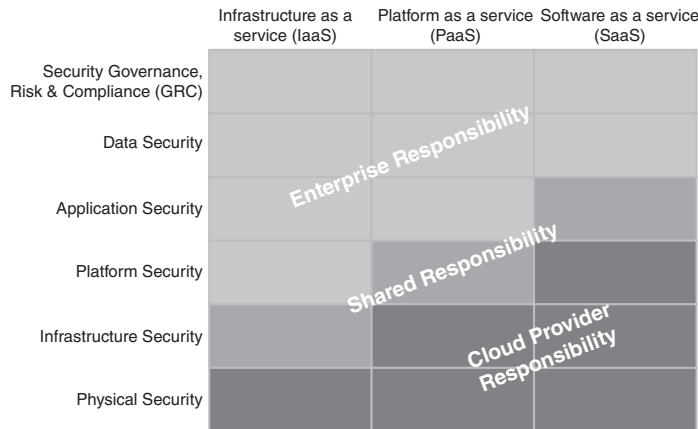 Infrastructure as a
service (IaaS)
Platform as a service
(PaaS)
Software as a service
(SaaS)
Security Governance,
Risk & Compliance (GRC)
Data Security
Enterprise Responsibility
Application Security
Platform Security
Shared Responsibility
Infrastructure Security
Cloud Provider
Responsibility
Physical Security